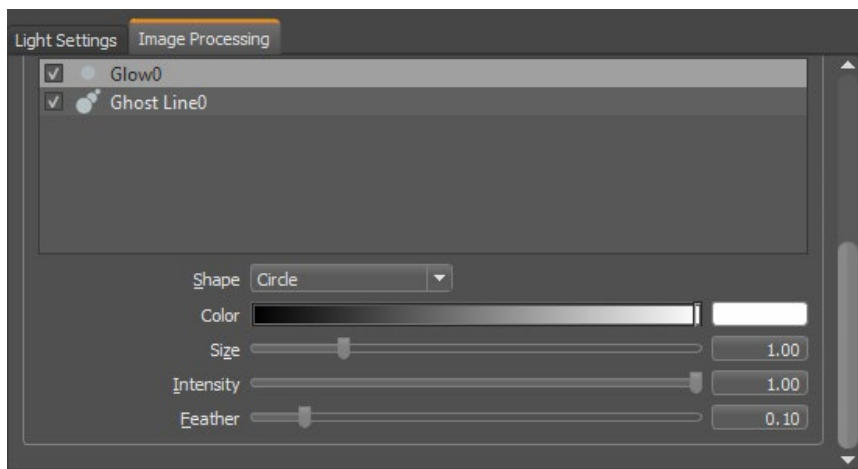 Light Settings Image Processing
Glow0
Ghost Line0
Shape Circle
Color
Size 1.00
Intensity 1.00
Feather 0.10